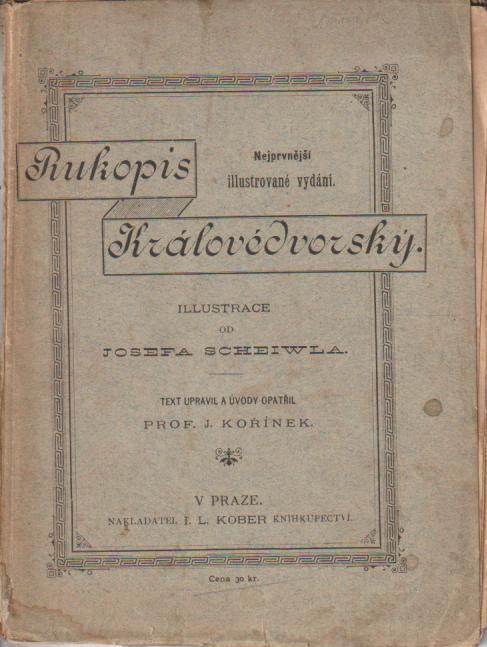 Rukopis
Nejprvnější
illustrované vydání.
Královédvorský.
ILLUSTRACE
OD
JOSEFA SCHEIWLA.
TEXT UPRAVIL A ÚVODY OPATŘIL
PROF. J. KOŘÍNEK.
V PRAZE.
NAKLADATEL I. L. KOBER KNIHKUPECTVÍ.
Cena 30 kr.